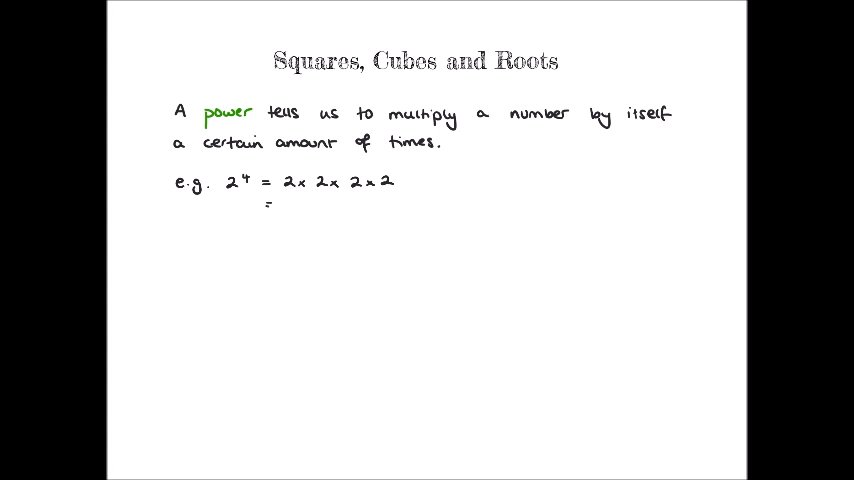 Squares, Cubes and Roots
A power tells us to multiply a number by itself
a certain amount of times.
e.g. 2⁴ = 2 x 2 x 2 x 2
=